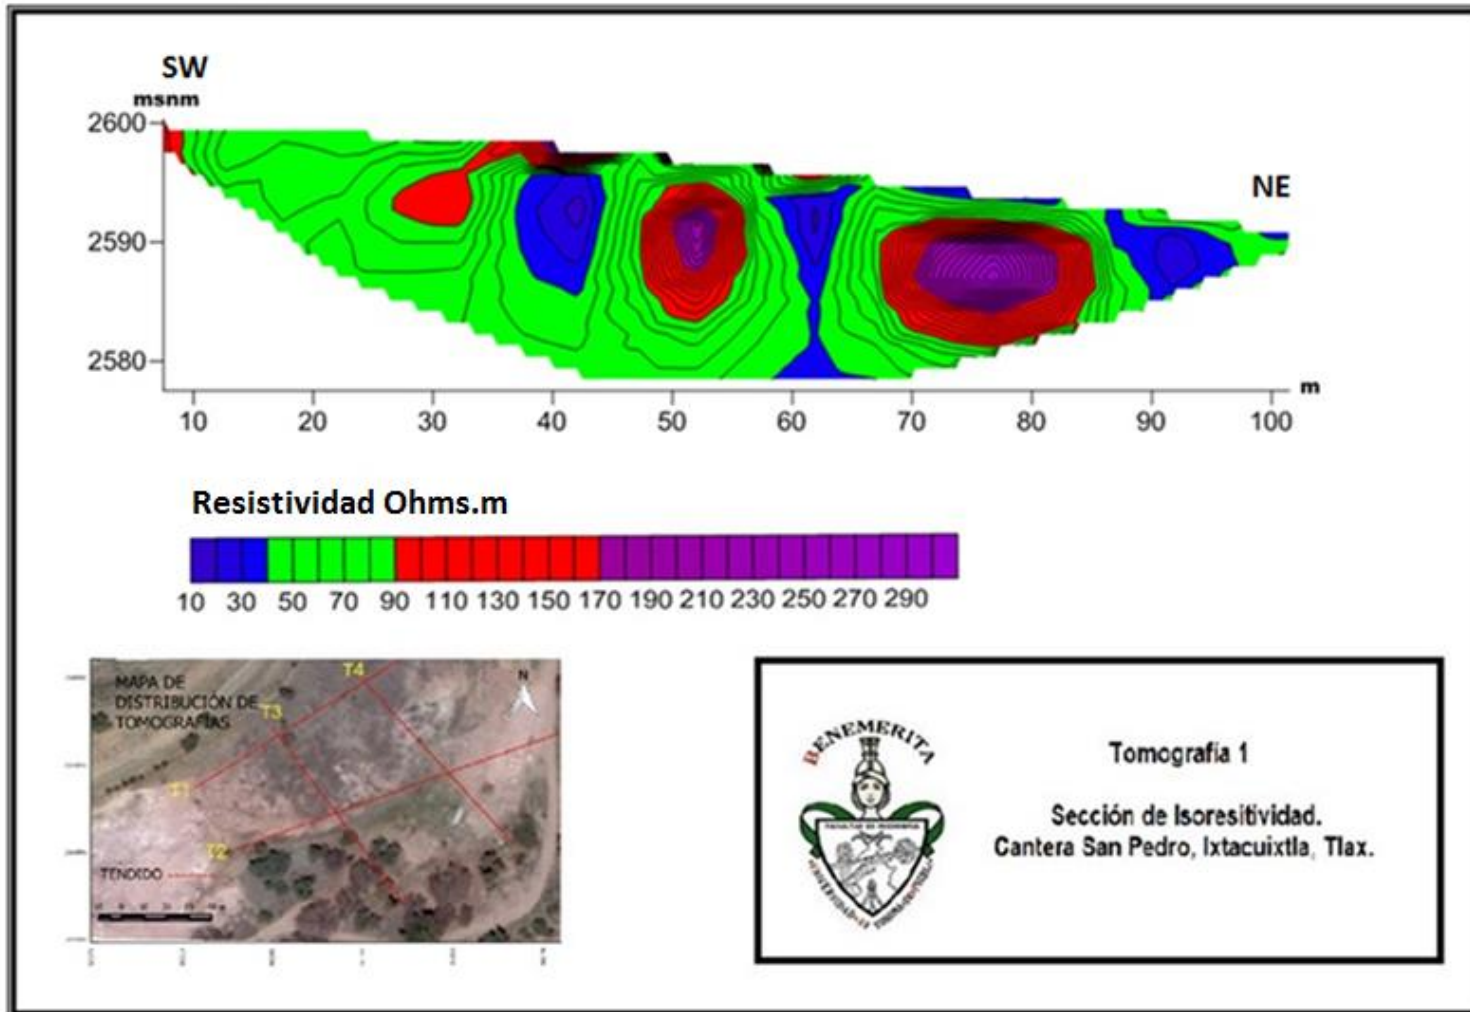 SW
msnm
2600
2590
2580
NE
m
10 20 30 40 50 60 70 80 90 100
Resistividad Ohms.m
10 30 50 70 90 110 130 150 170 190 210 230 250 270 290
MAPA DE
DISTRIBUCIÓN DE
TOMOGRAFÍAS
T4
N
T3
T2
TENDIDO
BENEMERITA
Tomografía 1
Sección de Isoresitividad.
Cantera San Pedro, Ixtacuixtla, Tlax.